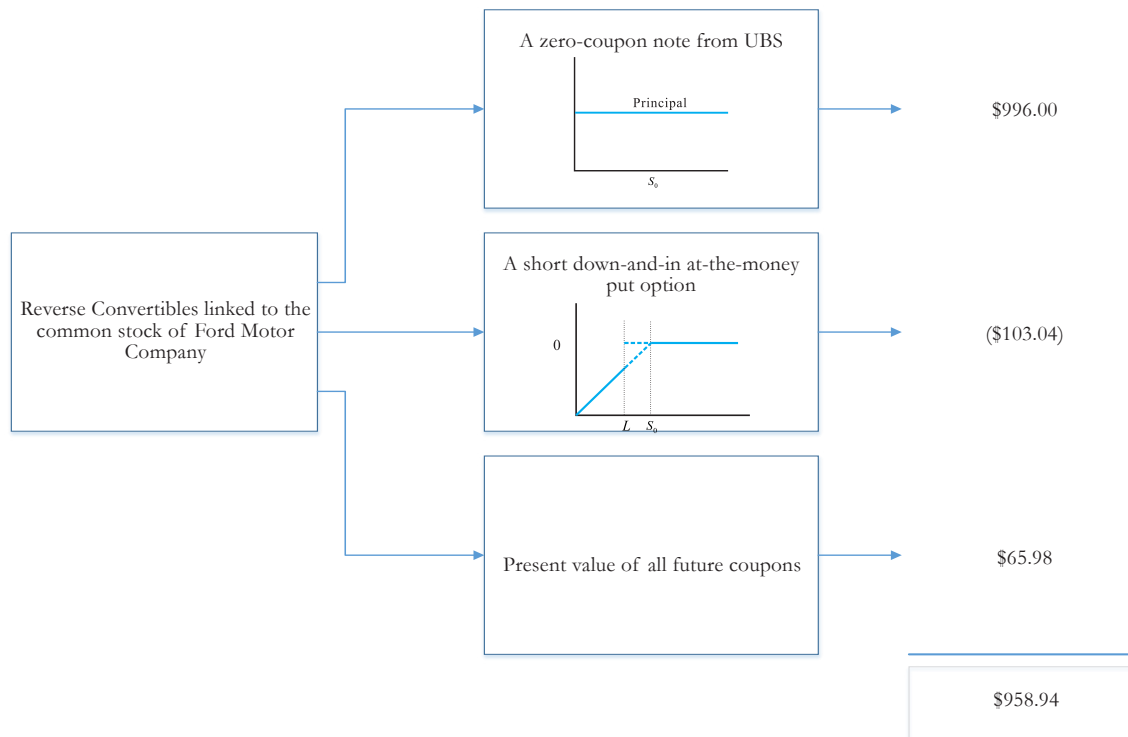 A zero-coupon note from UBS
Principal
S₀
$996.00
Reverse Convertibles linked to the
common stock of Ford Motor
Company
A short down-and-in at-the-money
put option
0
L S₀
($103.04)
Present value of all future coupons
$65.98
$958.94